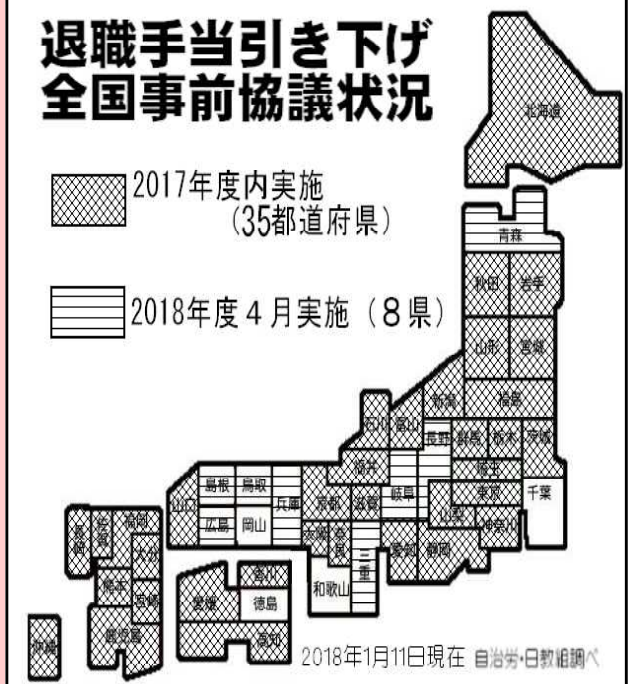 退職手当引き下げ
全国事前協議状況
2017年度内実施
(35都道府県)
2018年度4月実施(8県)
北海道
青森
秋田
岩手
山形
宮城
新潟
福島
石川
富山
長野
群馬
栃木
茨城
福井
埼玉
岐阜
東京
千葉
山梨
神奈川
島根
鳥取
兵庫
京都
滋賀
山口
広島
岡山
大阪
奈良
三重
愛知
静岡
和歌山
長崎
佐賀
福岡
大分
熊本
宮崎
鹿児島
沖縄
香川
愛媛
徳島
高知
2018年1月11日現在 自治労・日教組調べ